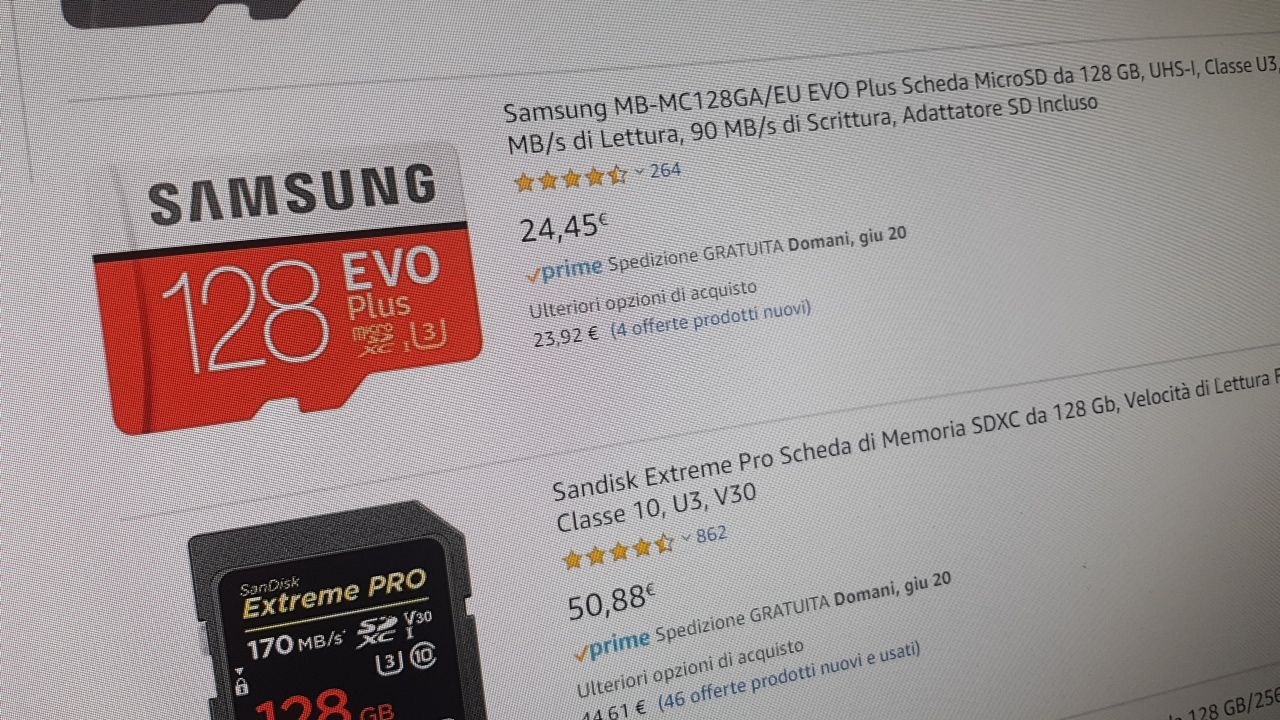 SAMSUNG
128 EVO
Plus
micro
SD
XC I U3
Samsung MB-MC128GA/EU EVO Plus Scheda MicroSD da 128 GB, UHS-I, Classe U3,
MB/s di Lettura, 90 MB/s di Scrittura, Adattatore SD Incluso
264
24,45€
prime Spedizione GRATUITA Domani, giu 20
Ulteriori opzioni di acquisto
23,92 € (4 offerte prodotti nuovi)
SanDisk
Extreme PRO
170 MB/s* SD XC V30 I
U3 10
128 GB
Sandisk Extreme Pro Scheda di Memoria SDXC da 128 Gb, Velocità di Lettura
Classe 10, U3, V30
862
50,88€
prime Spedizione GRATUITA Domani, giu 20
Ulteriori opzioni di acquisto
44,61 € (46 offerte prodotti nuovi e usati)
128 GB/256